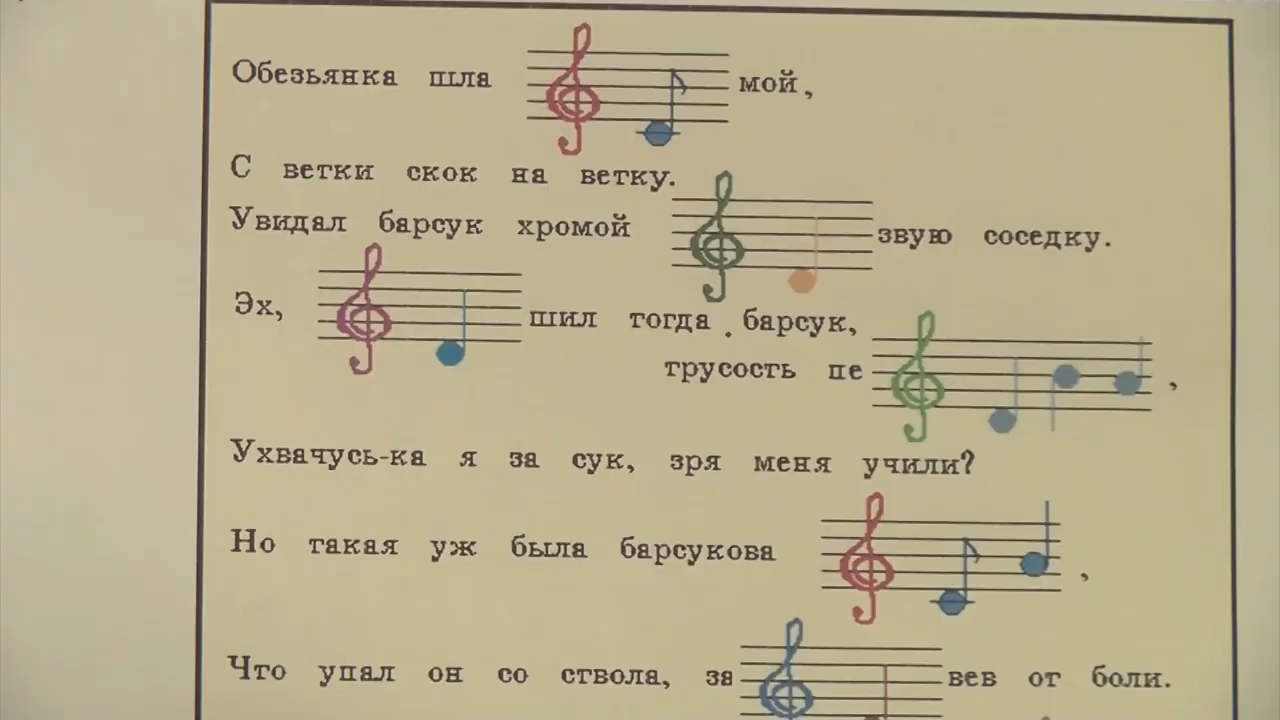 Обезьянка шла мой,
С ветки скок на ветку.
Увидал барсук хромой звую соседку.
Эх, шил тогда барсук,
трусость пе ,
Ухвачусь-ка я за сук, зря меня учили?
Но такая уж была барсукова ,
Что упал он со ствола, за вев от боли.